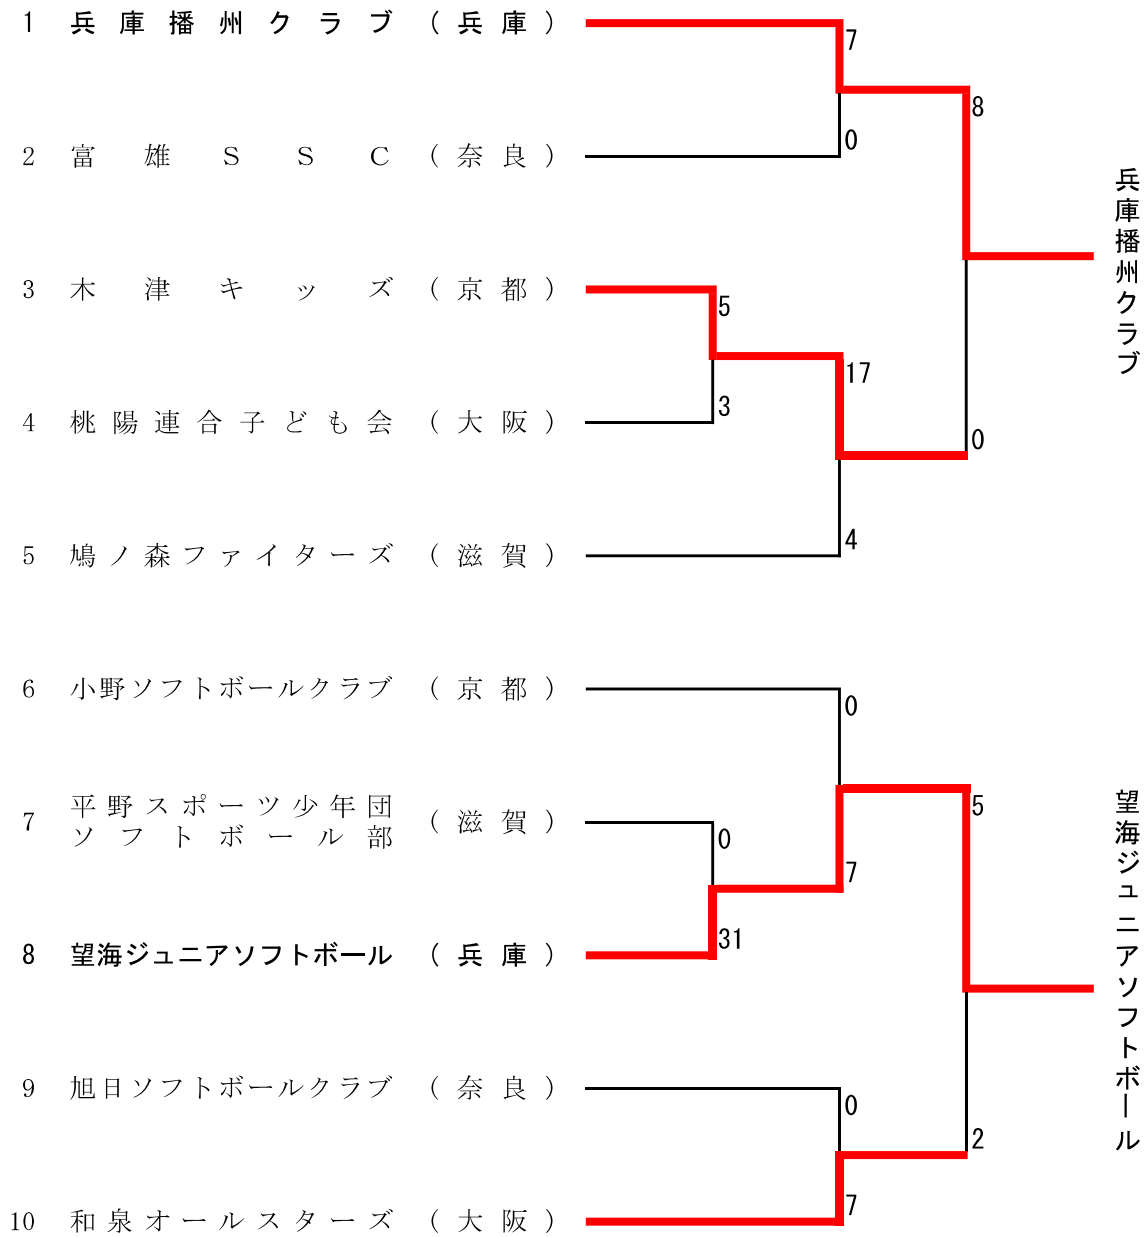 1 兵庫播州クラブ (兵庫)
7
8
0
2 富雄SSC (奈良)
兵庫播州クラブ
3 木津キッズ (京都)
5
17
3
4 桃陽連合子ども会 (大阪)
0
4
5 鳩ノ森ファイターズ (滋賀)
6 小野ソフトボールクラブ (京都)
0
5
7 平野スポーツ少年団
ソフトボール部 (滋賀)
0
7
31
8 望海ジュニアソフトボール (兵庫)
望海ジュニアソフトボール
9 旭日ソフトボールクラブ (奈良)
0
2
7
10 和泉オールスターズ (大阪)